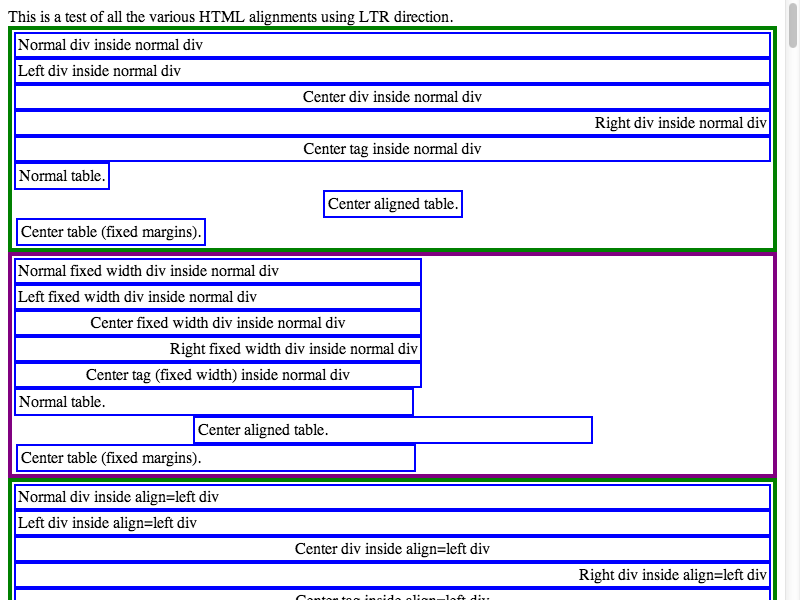 This is a test of all the various HTML alignments using LTR direction.
Normal div inside normal div
Left div inside normal div
Center div inside normal div
Right div inside normal div
Center tag inside normal div
Normal table.
Center aligned table.
Center table (fixed margins).
Normal fixed width div inside normal div
Left fixed width div inside normal div
Center fixed width div inside normal div
Right fixed width div inside normal div
Center tag (fixed width) inside normal div
Normal table.
Center aligned table.
Center table (fixed margins).
Normal div inside align=left div
Left div inside align=left div
Center div inside align=left div
Right div inside align=left div
Center tag inside align=left div